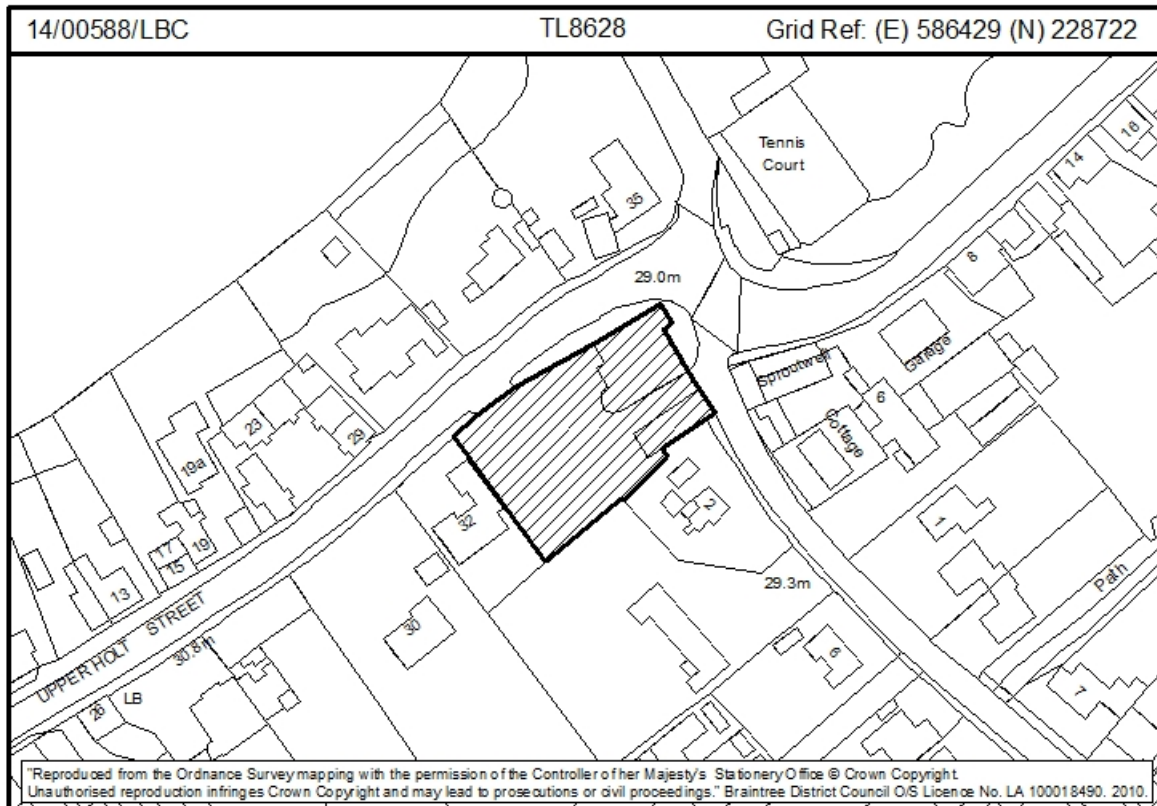 14/00588/LBC TL8628 Grid Ref: (E) 586429 (N) 228722
Tennis
Court
16
14
35
8
29.0m
Garage
Sproutwell
Cottage
6
23
29
19a
2
32
1
17
19
15
13
29.3m
Path
30
UPPER HOLT STREET
30.8m
6
7
LB
26
"Reproduced from the Ordnance Survey mapping with the permission of the Controller of her Majesty's Stationery Office © Crown Copyright.
Unauthorised reproduction infringes Crown Copyright and may lead to prosecutions or civil proceedings." Braintree District Council O/S Licence No. LA 100018490. 2010.